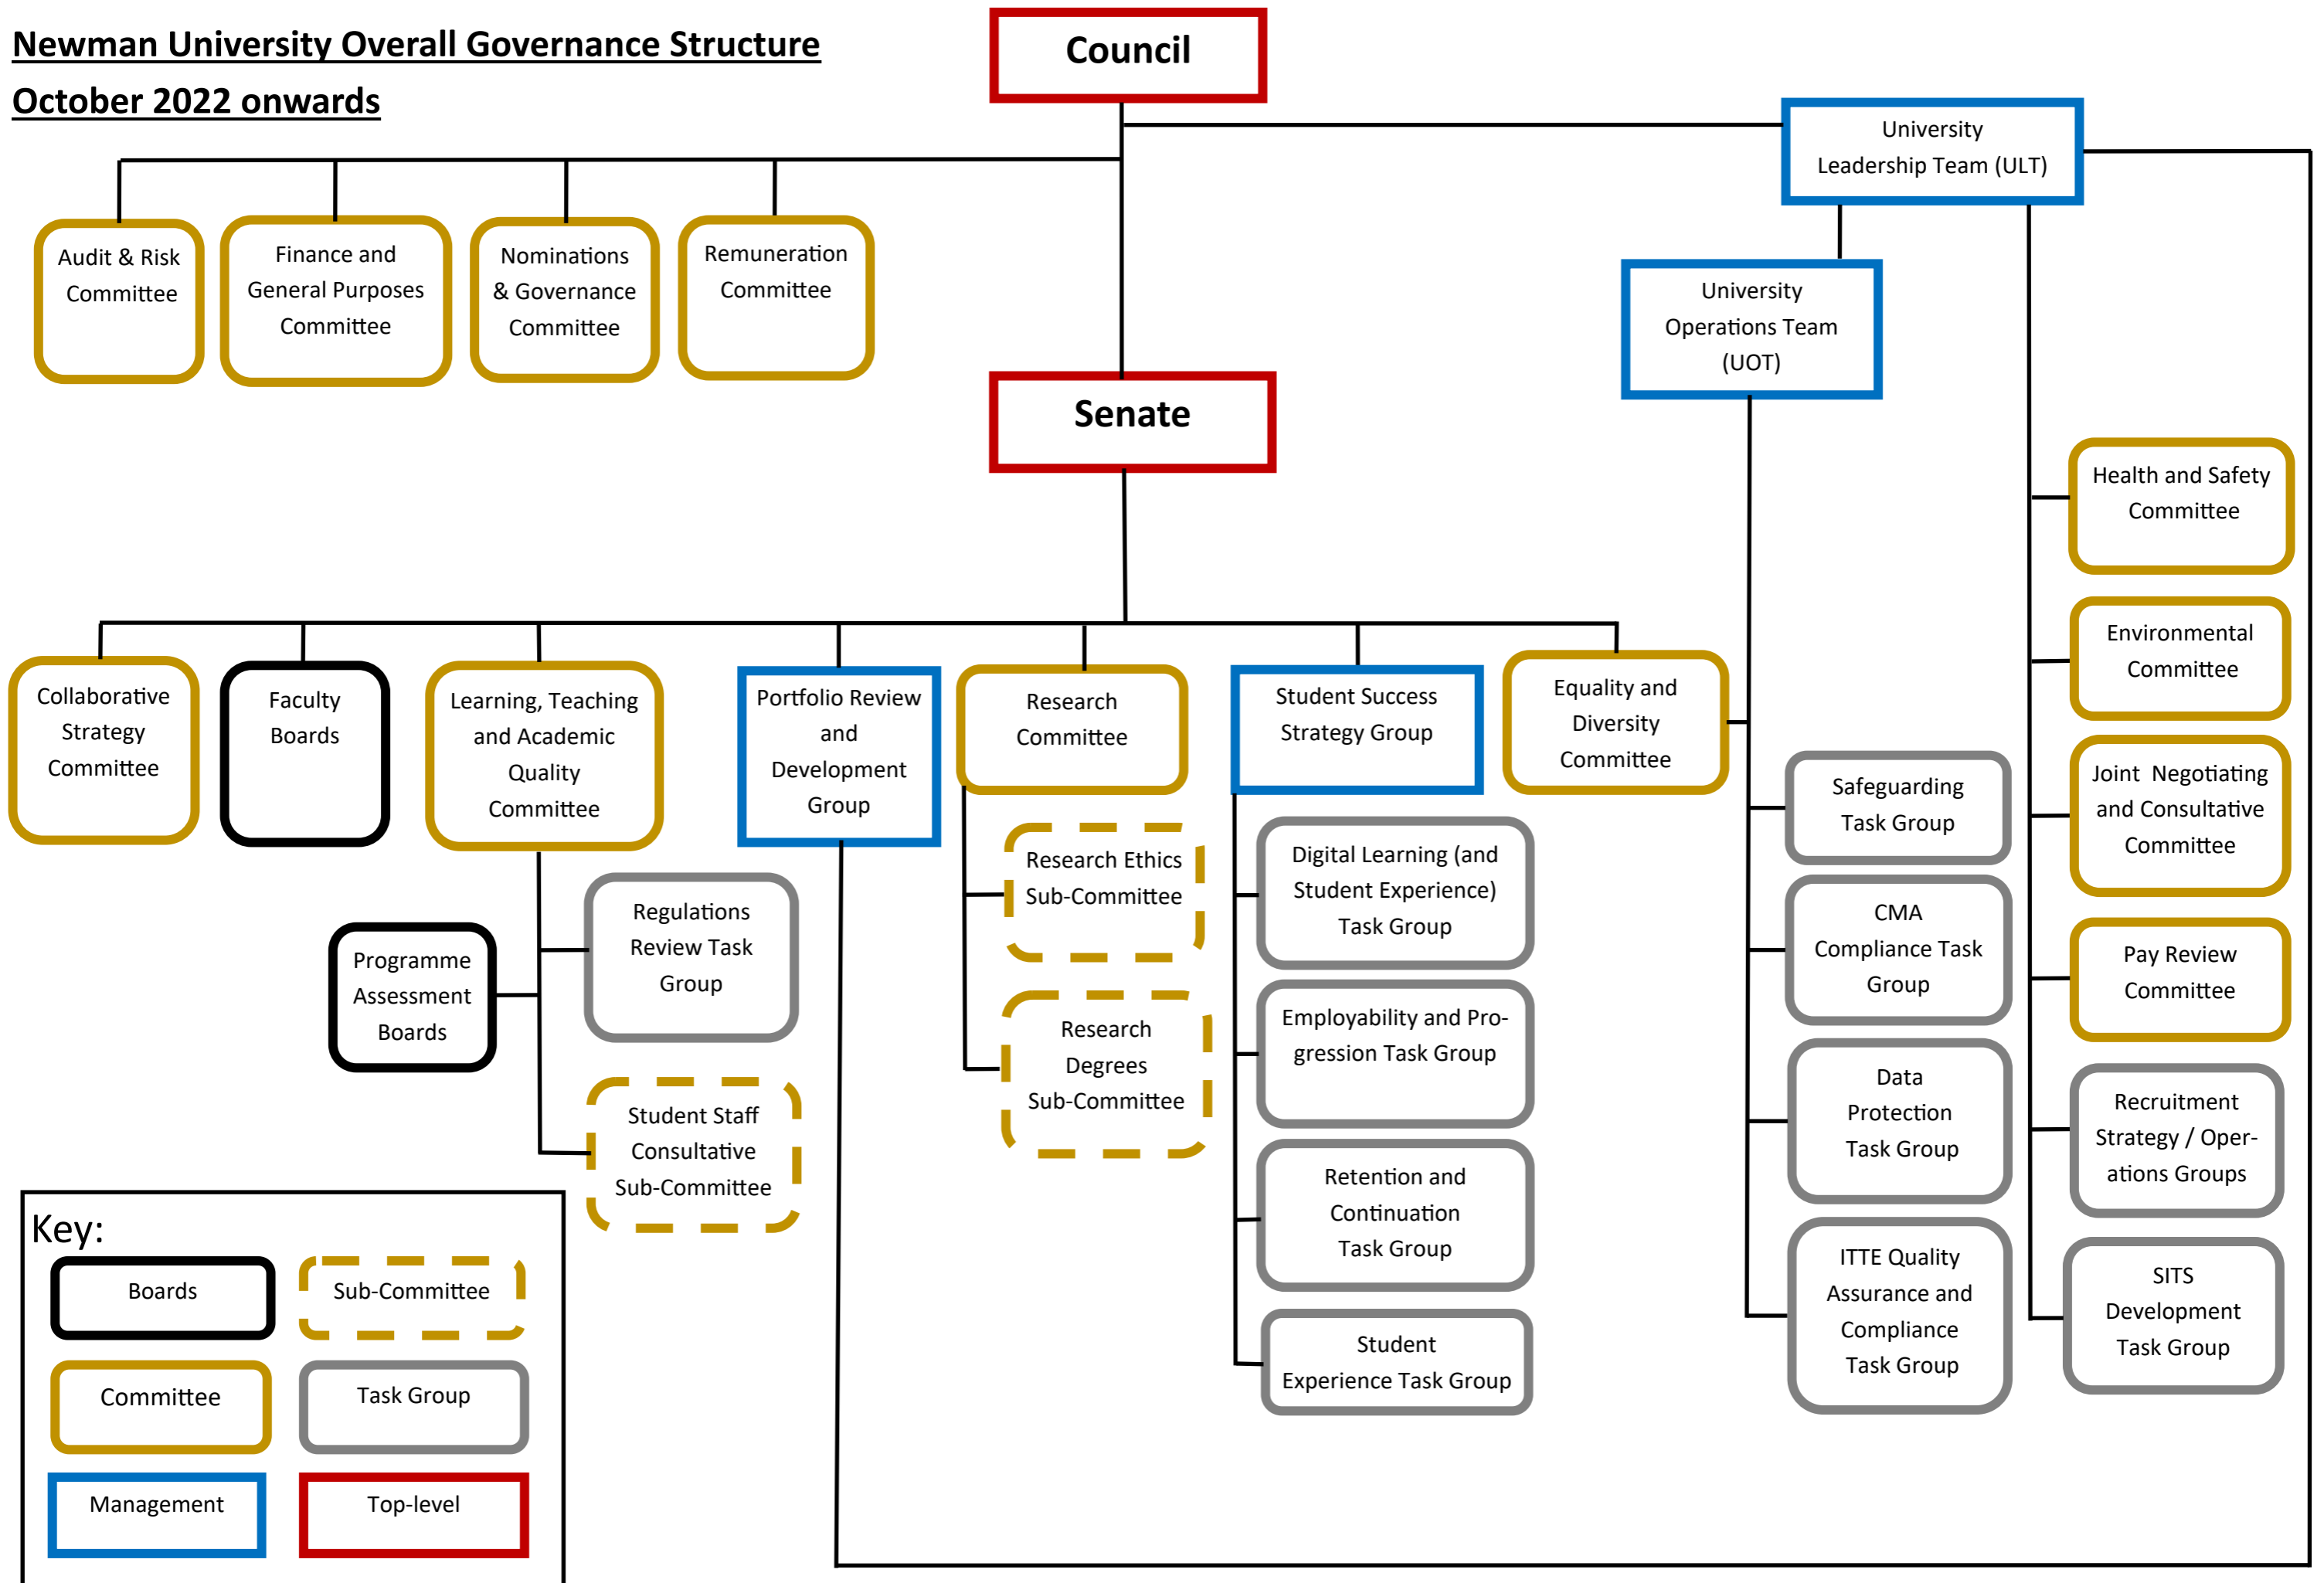 Newman University Overall Governance Structure
October 2022 onwards
Council
University
Leadership Team (ULT)
Audit & Risk
Committee
Finance and
General Purposes
Committee
Nominations
& Governance
Committee
Remuneration
Committee
University
Operations Team
(UOT)
Senate
Health and Safety
Committee
Environmental
Committee
Joint  Negotiating
and Consultative
Committee
Pay Review
Committee
Recruitment
Strategy / Oper-
ations Groups
SITS
Development
Task Group
Collaborative
Strategy
Committee
Faculty
Boards
Learning, Teaching
and Academic
Quality
Committee
Portfolio Review
and
Development
Group
Research
Committee
Student Success
Strategy Group
Equality and
Diversity
Committee
Safeguarding
Task Group
CMA
Compliance Task
Group
Data
Protection
Task Group
ITTE Quality
Assurance and
Compliance
Task Group
Programme
Assessment
Boards
Regulations
Review Task
Group
Student Staff
Consultative
Sub-Committee
Research Ethics
Sub-Committee
Research
Degrees
Sub-Committee
Digital Learning (and
Student Experience)
Task Group
Employability and Pro-
gression Task Group
Retention and
Continuation
Task Group
Student
Experience Task Group
Key:
Boards
Sub-Committee
Committee
Task Group
Management
Top-level